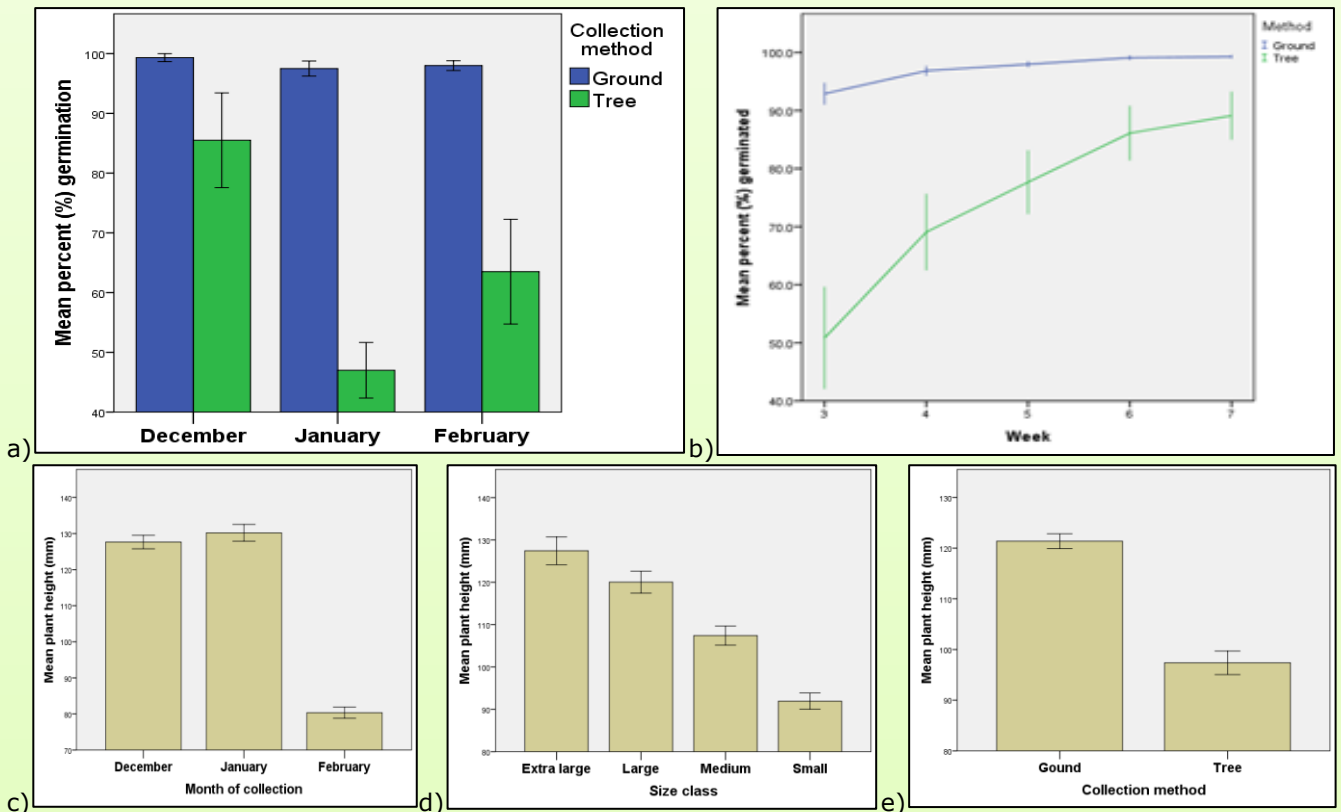 Collection
method
Ground
Tree
Mean percent (%) germination
100
90
80
70
60
50
40
December January February
a)
Method
Ground
Tree
Mean percent (%) germinated
100.0
90.0
80.0
70.0
60.0
50.0
40.0
3 4 5 6 7
Week
b)
Mean plant height (mm)
140
130
120
110
100
90
80
70
December January February
Month of collection
c)
Mean plant height (mm)
140
130
120
110
100
90
80
Extra large Large Medium Small
Size class
d)
Mean plant height (mm)
130
120
110
100
90
80
Gound Tree
Collection method
e)